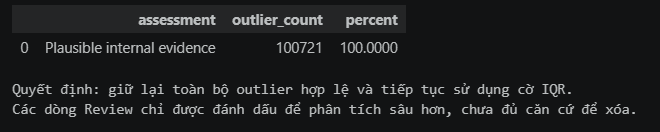 assessment outlier_count percent
0 Plausible internal evidence 100721 100.0000
Quyết định: giữ lại toàn bộ outlier hợp lệ và tiếp tục sử dụng cờ IQR.
Các dòng Review chỉ được đánh dấu để phân tích sâu hơn, chưa đủ căn cứ để xóa.